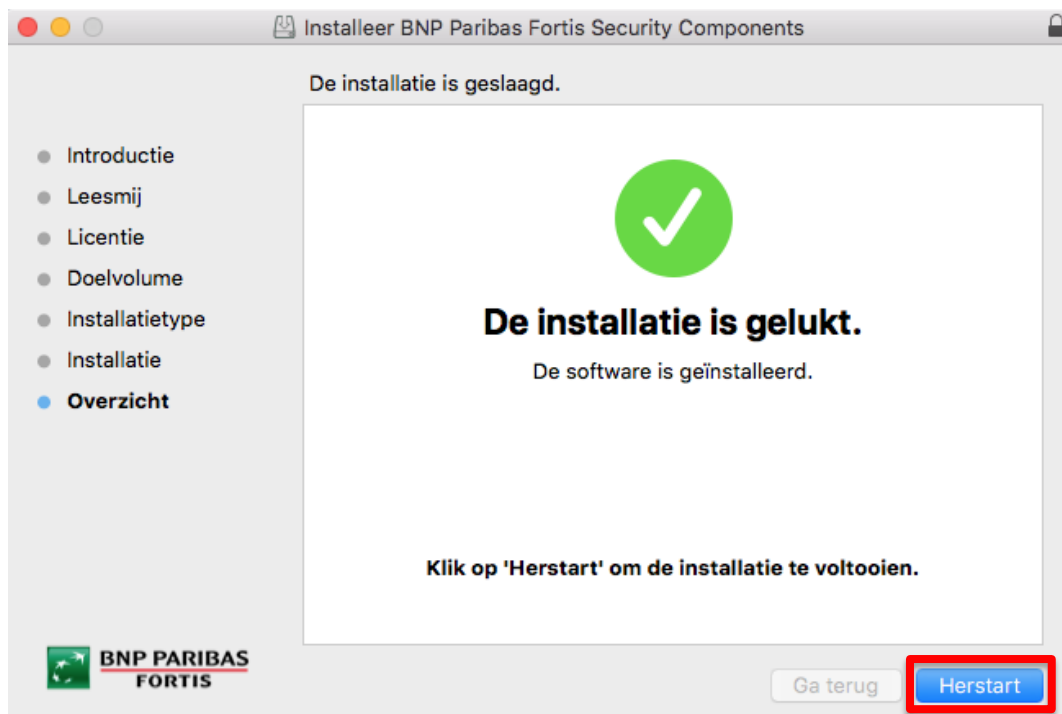 Installeer BNP Paribas Fortis Security Components
De installatie is geslaagd.
Introductie
Leesmij
Licentie
Doelvolume
Installatietype
Installatie
Overzicht
De installatie is gelukt.
De software is geïnstalleerd.
Klik op 'Herstart' om de installatie te voltooien.
BNP PARIBAS
FORTIS
Ga terug
Herstart